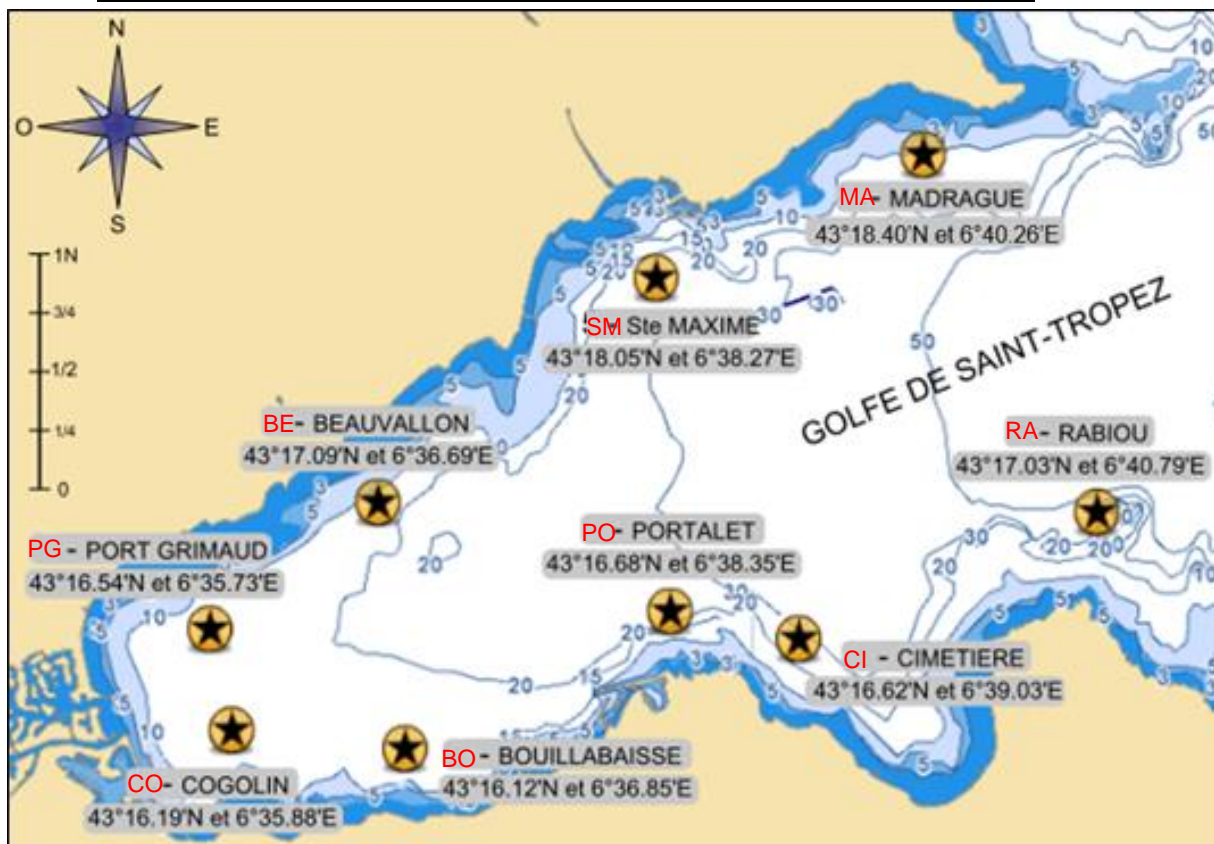 N
O E
S
1N
3/4
1/2
1/4
0
MA- MADRAGUE
43°18.40'N et 6°40.26'E
SM Ste MAXIME
43°18.05'N et 6°38.27'E
GOLFE DE SAINT-TROPEZ
BE- BEAUVALLON
43°17.09'N et 6°36.69'E
RA- RABIOU
43°17.03'N et 6°40.79'E
PG - PORT GRIMAUD
43°16.54'N et 6°35.73'E
PO- PORTALET
43°16.68'N et 6°38.35'E
CI - CIMETIERE
43°16.62'N et 6°39.03'E
BO- BOUILLABAISSE
43°16.12'N et 6°36.85'E
CO- COGOLIN
43°16.19'N et 6°35.88'E